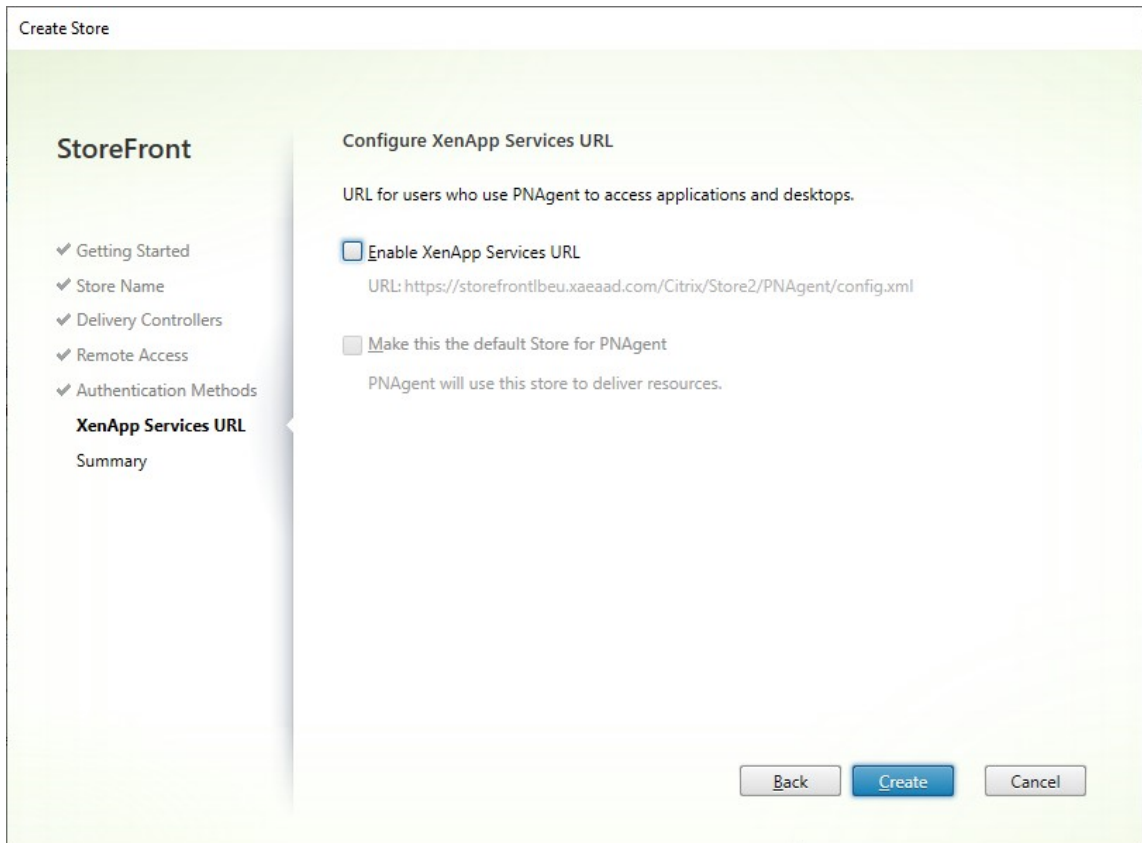 Create Store
StoreFront
Getting Started
Store Name
Delivery Controllers
Remote Access
Authentication Methods
XenApp Services URL
Summary
Configure XenApp Services URL
URL for users who use PNAgent to access applications and desktops.
Enable XenApp Services URL
URL: https://storefrontlbeu.xaeaad.com/Citrix/Store2/PNAgent/config.xml
Make this the default Store for PNAgent
PNAgent will use this store to deliver resources.
Back Create Cancel